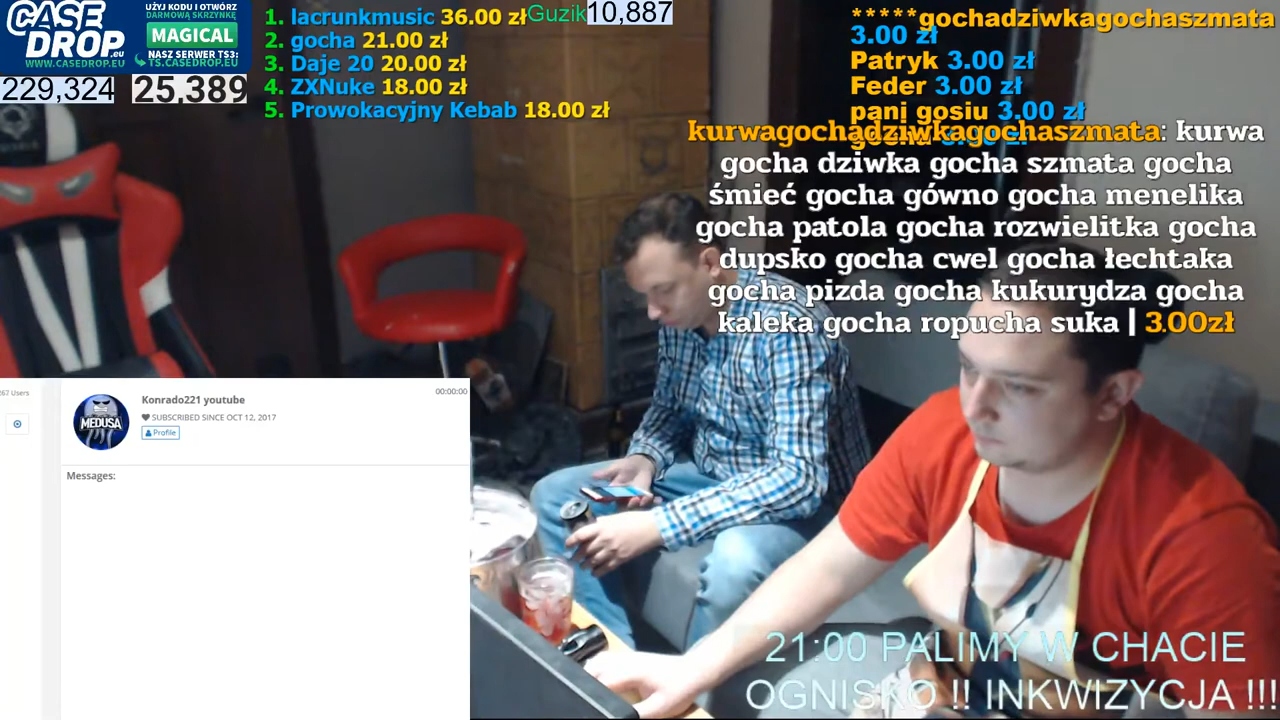 CASE
DROP.eu
WWW.CASEDROP.EU
UŻYJ KODU I OTWÓRZ
DARMOWĄ SKRZYNKĘ
MAGICAL
NASZ SERWER TS3:
TS.CASEDROP.EU
229,324
25,389
1. lacrunkmusic 36.00 zł
2. gocha 21.00 zł
3. Daje 20 20.00 zł
4. ZXNuke 18.00 zł
5. Prowokacyjny Kebab 18.00 zł
Guzik 10,887
*****gochadziwkagochaszmata
3.00 zł
Patryk 3.00 zł
Feder 3.00 zł
pani gosiu 3.00 zł
kurwagochadziwkagochaszmata: kurwa
gocha dziwka gocha szmata gocha
śmieć gocha gówno gocha menelika
gocha patola gocha rozwielitka gocha
dupsko gocha cwel gocha łechtaka
gocha pizda gocha kukurydza gocha
kaleka gocha ropucha suka | 3.00zł
267 Users
00:00:00
MEDUSA
Konrado221 youtube
SUBSCRIBED SINCE OCT 12, 2017
Profile
Messages:
21:00 PALIMY W CHACIE
OGNISKO !! INKWIZYCJA !!!